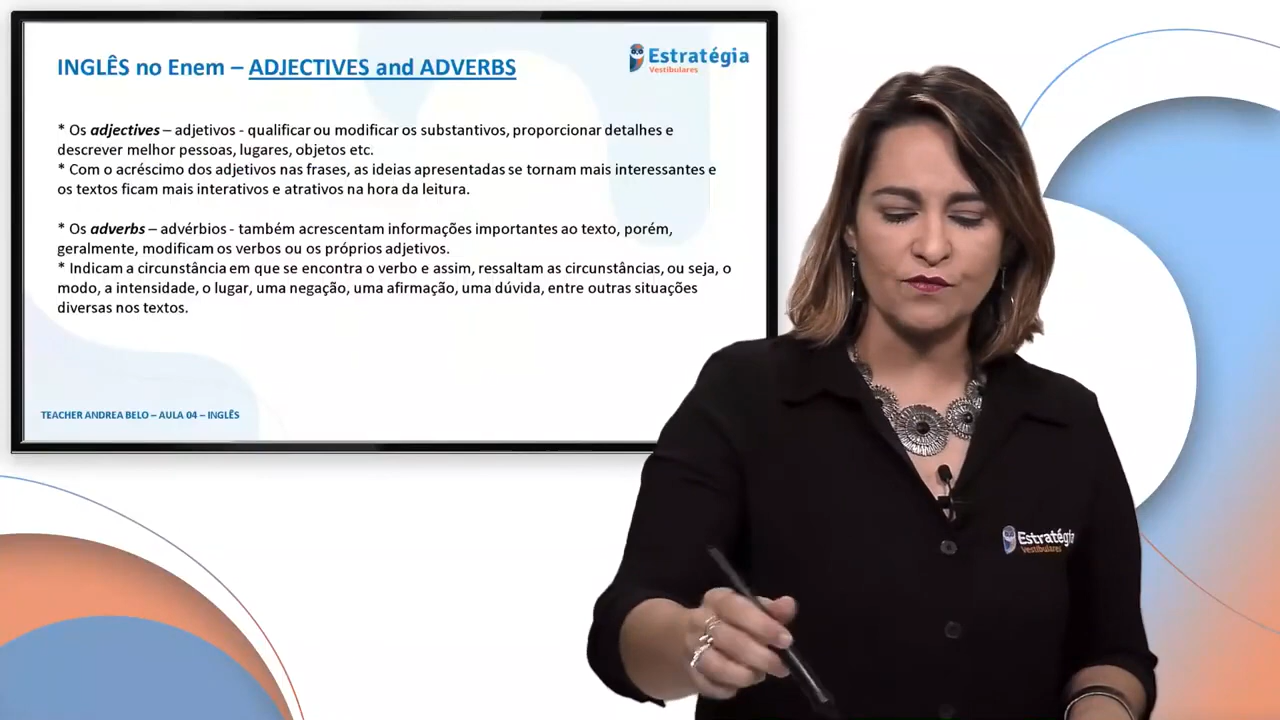 INGLÊS no Enem – ADJECTIVES and ADVERBS
Estratégia
Vestibulares
* Os adjectives – adjetivos - qualificar ou modificar os substantivos, proporcionar detalhes e
descrever melhor pessoas, lugares, objetos etc.
* Com o acréscimo dos adjetivos nas frases, as ideias apresentadas se tornam mais interessantes e
os textos ficam mais interativos e atrativos na hora da leitura.
* Os adverbs – advérbios - também acrescentam informações importantes ao texto, porém,
geralmente, modificam os verbos ou os próprios adjetivos.
* Indicam a circunstância em que se encontra o verbo e assim, ressaltam as circunstâncias, ou seja, o
modo, a intensidade, o lugar, uma negação, uma afirmação, uma dúvida, entre outras situações
diversas nos textos.
TEACHER ANDREA BELO – AULA 04 – INGLÊS
Estratégia
Vestibulares